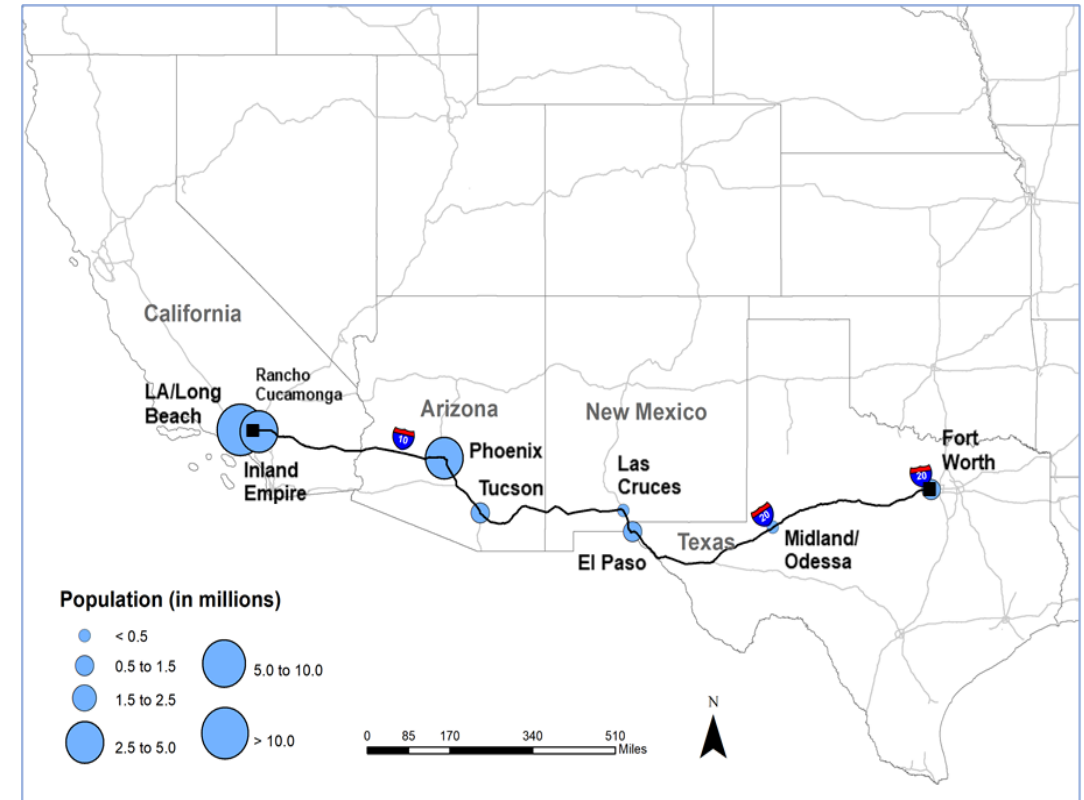 California
Rancho
Cucamonga
LA/Long
Beach
Inland
Empire
10
Arizona
Phoenix
Tucson
New Mexico
Las
Cruces
El Paso
Texas
20
Midland/
Odessa
20
Fort
Worth
Population (in millions)
< 0.5
0.5 to 1.5
1.5 to 2.5
2.5 to 5.0
5.0 to 10.0
> 10.0
0 85 170 340 510
Miles
N